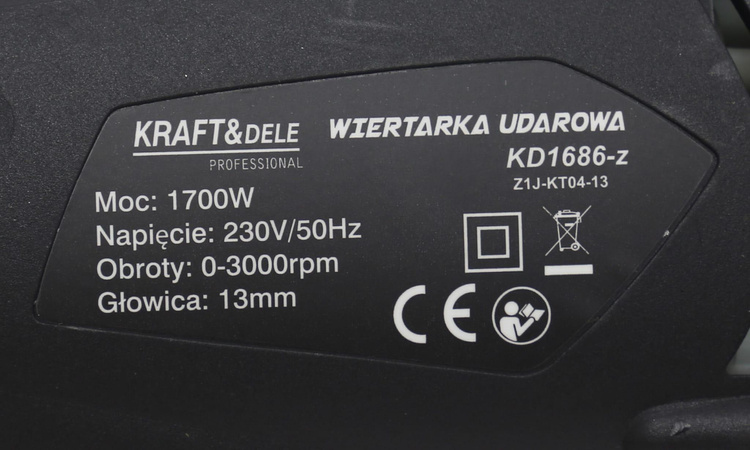 KRAFT&DELE
PROFESSIONAL
WIERTARKA UDAROWA
KD1686-z
Z1J-KT04-13
Moc: 1700W
Napięcie: 230V/50Hz
Obroty: 0-3000rpm
Głowica: 13mm
CE